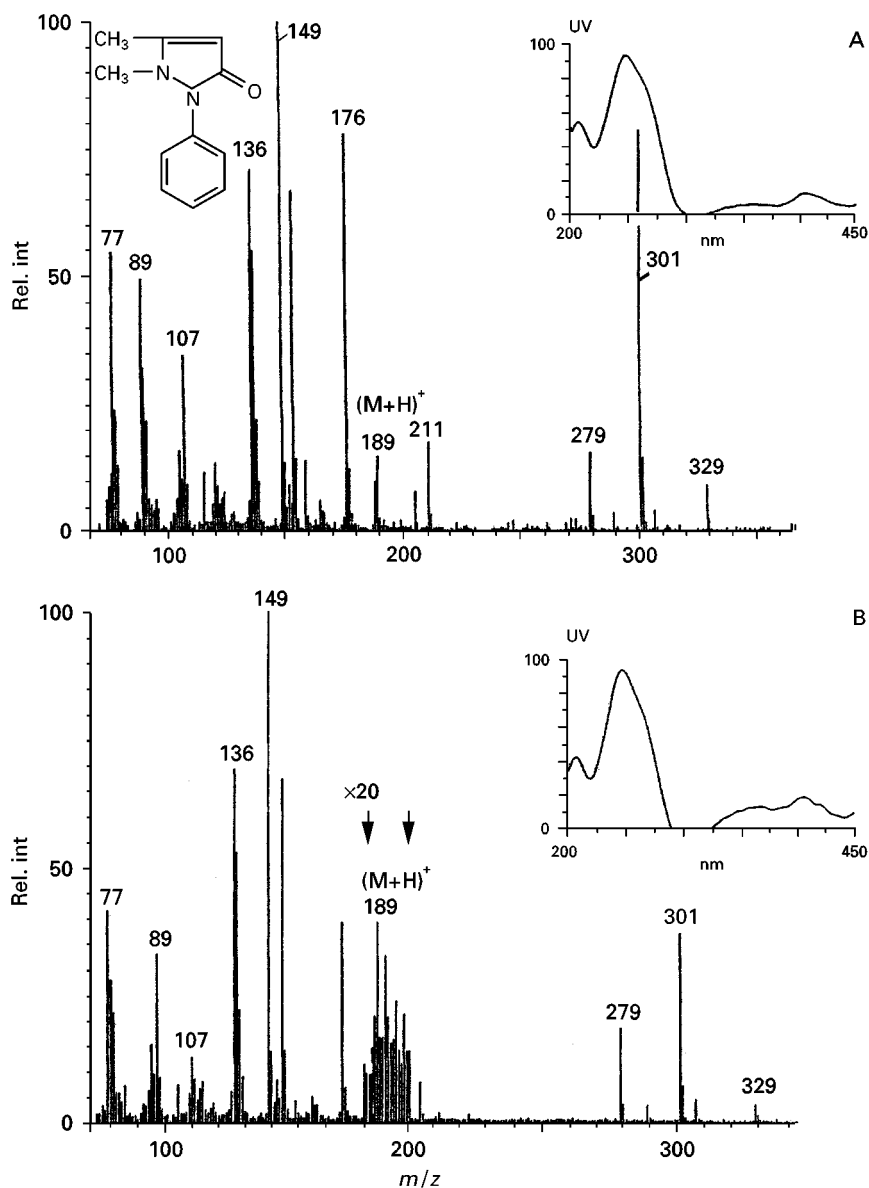 A
100
CH₃
CH₃
N
N
O
149
136
176
77
89
107
(M+H)⁺
189
211
279
301
329
Rel. int
50
0
100
200
300
UV
100
0
200
nm
450
B
100
149
136
×20
(M+H)⁺
189
77
89
107
279
301
329
Rel. int
50
0
100
200
300
m/z
UV
100
0
200
nm
450